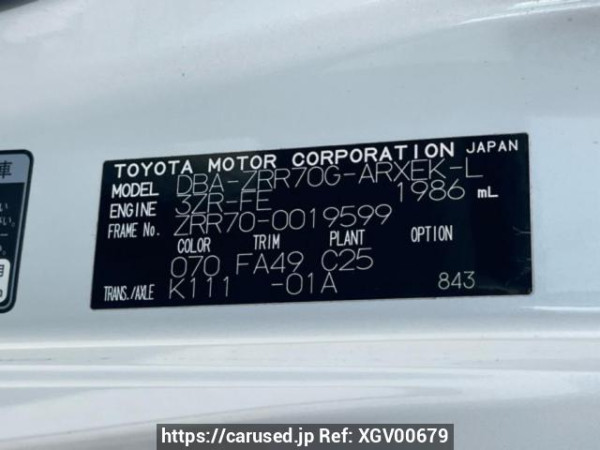 車
TOYOTA MOTOR CORPORATION JAPAN
MODEL DBA-ZRR70G-ARXEK-L
ENGINE 3ZR-FE 1986 mL
FRAME No. ZRR70-0019599
COLOR TRIM PLANT OPTION
070 FA49 C25
TRANS./AXLE K111 -01A 843
https://carused.jp Ref: XGV00679